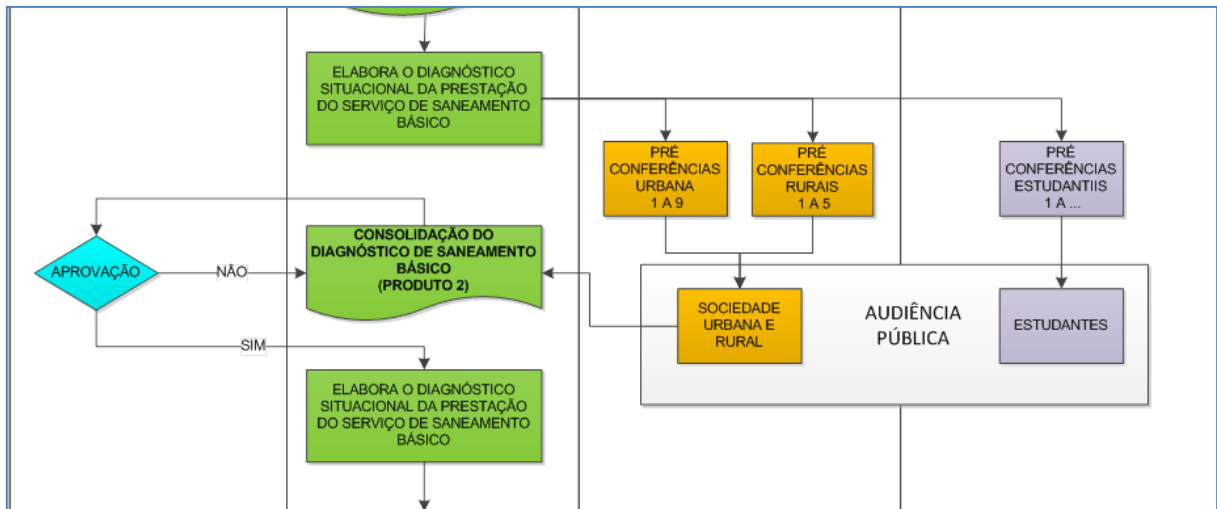 ELABORA O DIAGNÓSTICO
SITUACIONAL DA PRESTAÇÃO
DO SERVIÇO DE SANEAMENTO
BÁSICO
PRÉ
CONFERÊNCIAS
URBANA
1 A 9
PRÉ
CONFERÊNCIAS
RURAIS
1 A 5
PRÉ
CONFERÊNCIAS
ESTUDANTIIS
1 A ...
APROVAÇÃO
NÃO
CONSOLIDAÇÃO DO
DIAGNÓSTICO DE SANEAMENTO
BÁSICO
(PRODUTO 2)
SOCIEDADE
URBANA E
RURAL
AUDIÊNCIA
PÚBLICA
ESTUDANTES
SIM
ELABORA O DIAGNÓSTICO
SITUACIONAL DA PRESTAÇÃO
DO SERVIÇO DE SANEAMENTO
BÁSICO